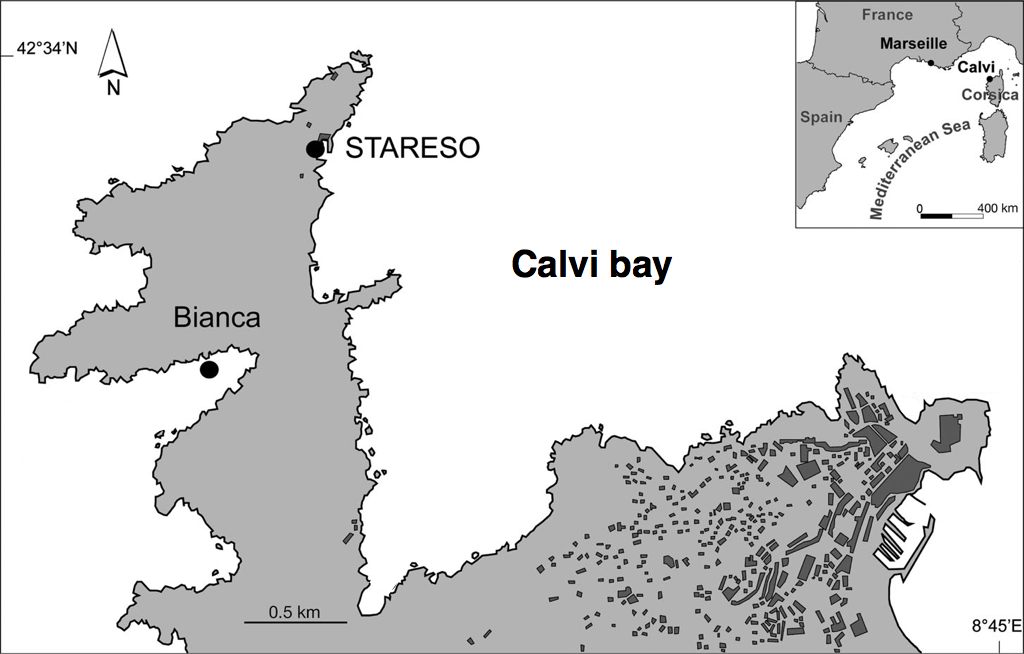 42°34'N
N
STARESO
Calvi bay
Bianca
0.5 km
8°45'E
France
Marseille
Calvi
Corsica
Spain
Mediterranean Sea
0 400 km